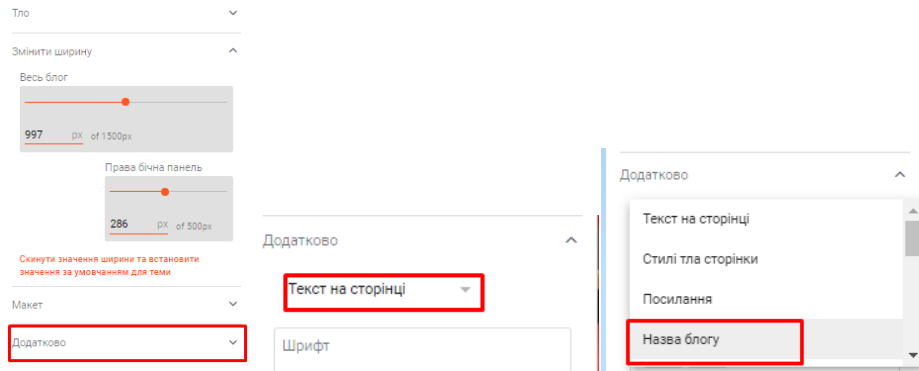 Тло
Змінити ширину
Весь блог
997 px of 1500px
Права бічна панель
286 px of 500px
Скинути значення ширини та встановити
значення за умовчанням для теми
Макет
Додатково
Додатково
Текст на сторінці
Шрифт
Додатково
Текст на сторінці
Стилі тла сторінки
Посилання
Назва блогу